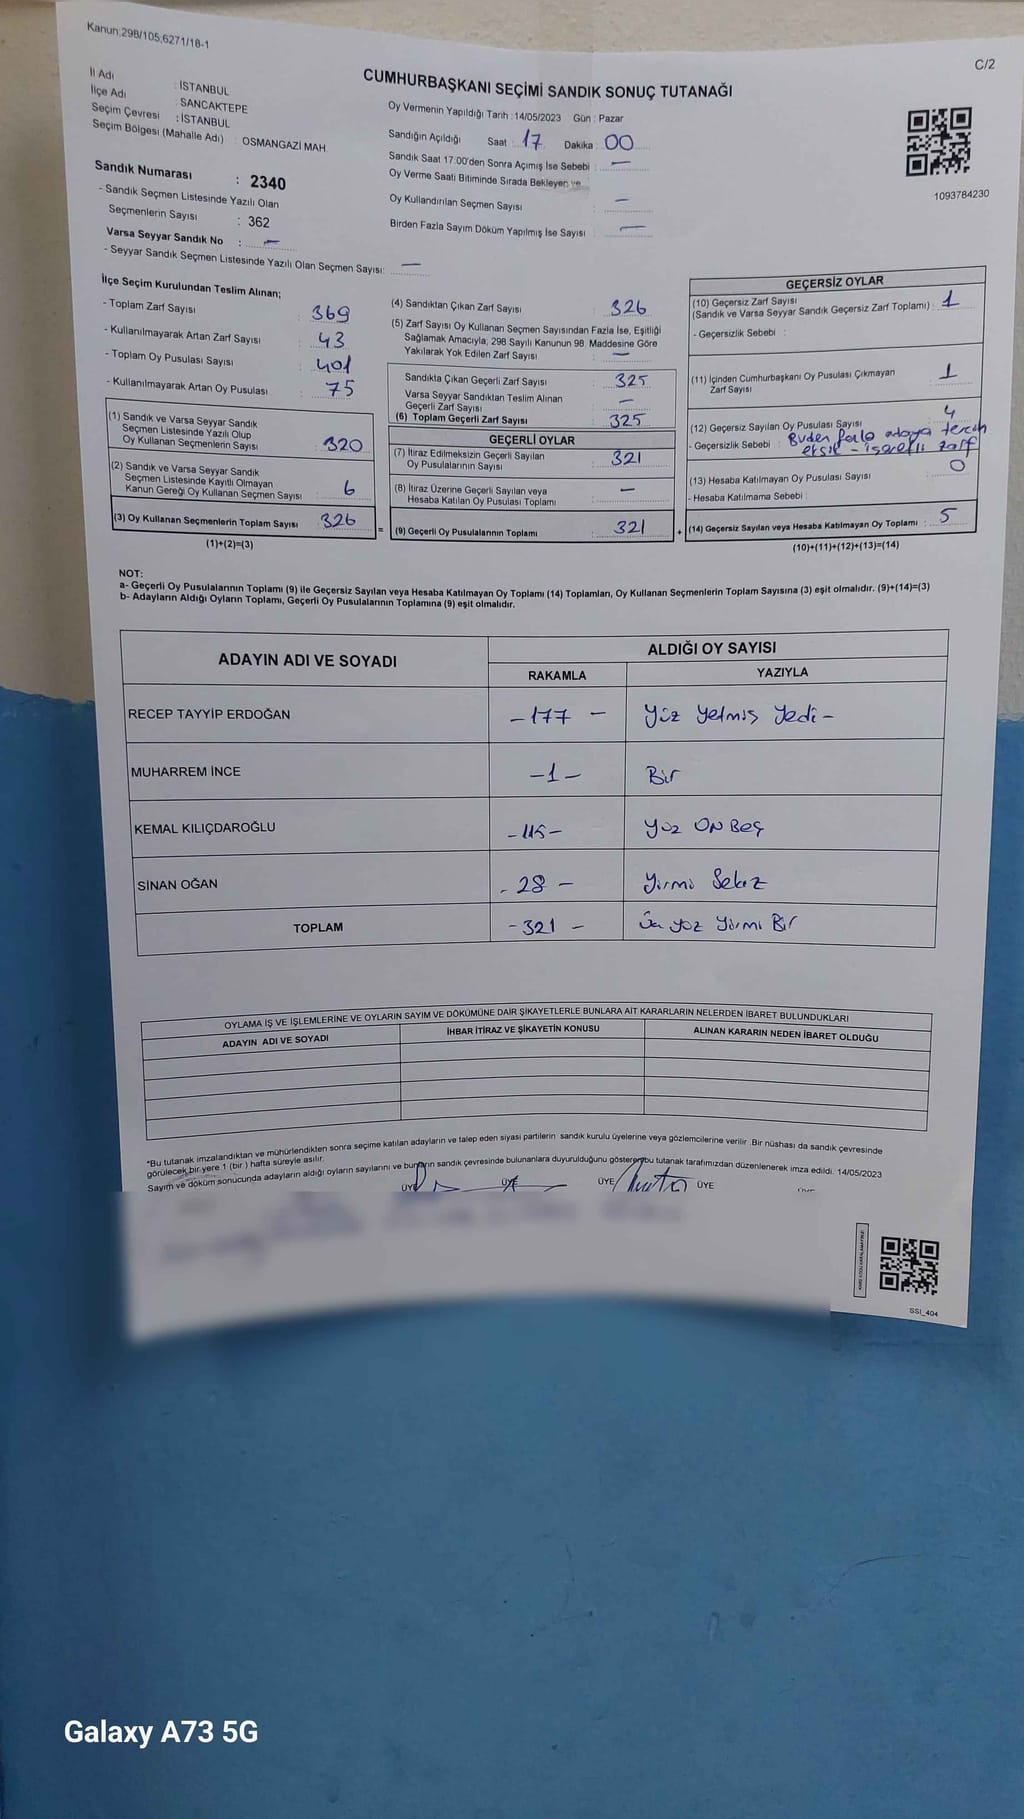 Kanun;298/105,6271/18-1
C/2
CUMHURBAŞKANI SEÇİMİ SANDIK SONUÇ TUTANAĞI
İl Adı : İSTANBUL
İlçe Adı : SANCAKTEPE
Seçim Çevresi : İSTANBUL
Seçim Bölgesi (Mahalle Adı) : OSMANGAZİ MAH.
Oy Vermenin Yapıldığı Tarih : 14/05/2023 Gün : Pazar
Sandığın Açıldığı Saat : 17 Dakika : 00
Sandık Saat 17:00'den Sonra Açımış İse Sebebi : —
Oy Verme Saati Bitiminde Sırada Bekleyen ve
Oy Kullandırılan Seçmen Sayısı : —
Birden Fazla Sayım Döküm Yapılmış İse Sayısı : —
1093784230
Sandık Numarası : 2340
- Sandık Seçmen Listesinde Yazılı Olan
Seçmenlerin Sayısı : 362
Varsa Seyyar Sandık No : —
- Seyyar Sandık Seçmen Listesinde Yazılı Olan Seçmen Sayısı: —
İlçe Seçim Kurulundan Teslim Alınan;
- Toplam Zarf Sayısı : 369
- Kullanılmayarak Artan Zarf Sayısı : 43
- Toplam Oy Pusulası Sayısı : 401
- Kullanılmayarak Artan Oy Pusulası : 75
(1) Sandık ve Varsa Seyyar Sandık
Seçmen Listesinde Yazılı Olup
Oy Kullanan Seçmenlerin Sayısı : 320
(2) Sandık ve Varsa Seyyar Sandık
Seçmen Listesinde Kayıtlı Olmayan
Kanun Gereği Oy Kullanan Seçmen Sayısı : 6
(3) Oy Kullanan Seçmenlerin Toplam Sayısı : 326
(1)+(2)=(3)
(4) Sandıktan Çıkan Zarf Sayısı : 326
(5) Zarf Sayısı Oy Kullanan Seçmen Sayısından Fazla İse, Eşitliği
Sağlamak Amacıyla; 298 Sayılı Kanunun 98. Maddesine Göre
Yakılarak Yok Edilen Zarf Sayısı : —
Sandıkta Çıkan Geçerli Zarf Sayısı : 325
Varsa Seyyar Sandıktan Teslim Alınan
Geçerli Zarf Sayısı : —
(6) Toplam Geçerli Zarf Sayısı : 325
GEÇERLİ OYLAR
(7) İtiraz Edilmeksizin Geçerli Sayılan
Oy Pusulalarının Sayısı : 321
(8) İtiraz Üzerine Geçerli Sayılan veya
Hesaba Katılan Oy Pusulası Toplamı : —
= (9) Geçerli Oy Pusulalarının Toplamı : 321 +
GEÇERSİZ OYLAR
(10) Geçersiz Zarf Sayısı
(Sandık ve Varsa Seyyar Sandık Geçersiz Zarf Toplamı) : 1
- Geçersizlik Sebebi :
(11) İçinden Cumhurbaşkanı Oy Pusulası Çıkmayan
Zarf Sayısı : 1
(12) Geçersiz Sayılan Oy Pusulası Sayısı : 4
- Geçersizlik Sebebi : Birden fazla adaya tercih
eksik - işaretli zarf
(13) Hesaba Katılmayan Oy Pusulası Sayısı : 0
- Hesaba Katılmama Sebebi :
(14) Geçersiz Sayılan veya Hesaba Katılmayan Oy Toplamı : 5
(10)+(11)+(12)+(13)=(14)
NOT:
a- Geçerli Oy Pusulalarının Toplamı (9) ile Geçersiz Sayılan veya Hesaba Katılmayan Oy Toplamı (14) Toplamları, Oy Kullanan Seçmenlerin Toplam Sayısına (3) eşit olmalıdır. (9)+(14)=(3)
b- Adayların Aldığı Oyların Toplamı, Geçerli Oy Pusulalarının Toplamına (9) eşit olmalıdır.
ADAYIN ADI VE SOYADI
ALDIĞI OY SAYISI
RAKAMLA YAZIYLA
RECEP TAYYİP ERDOĞAN -177- Yüz Yetmiş Yedi-
MUHARREM İNCE -1- Bir
KEMAL KILIÇDAROĞLU -115- Yüz ON Beş
SİNAN OĞAN -28- Yirmi Sekiz
TOPLAM -321- Üç yüz Yirmi Bir
OYLAMA İŞ VE İŞLEMLERİNE VE OYLARIN SAYIM VE DÖKÜMÜNE DAİR ŞİKAYETLERLE BUNLARA AİT KARARLARIN NELERDEN İBARET BULUNDUKLARI
ADAYIN ADI VE SOYADI İHBAR İTİRAZ VE ŞİKAYETİN KONUSU ALINAN KARARIN NEDEN İBARET OLDUĞU
*Bu tutanak imzalandıktan ve mühürlendikten sonra seçime katılan adayların ve talep eden siyasi partilerin sandık kurulu üyelerine veya gözlemcilerine verilir. Bir nüshası da sandık çevresinde
görülecek bir yere 1 (bir) hafta süreyle asılır.
Sayım ve döküm sonucunda adayların aldığı oyların sayılarını ve bunların sandık çevresinde bulunanlara duyurulduğunu gösteren bu tutanak tarafımızdan düzenlenerek imza edildi. 14/05/2023
ÜYE ÜYE ÜYE ÜYE
SSI_404
Galaxy A73 5G